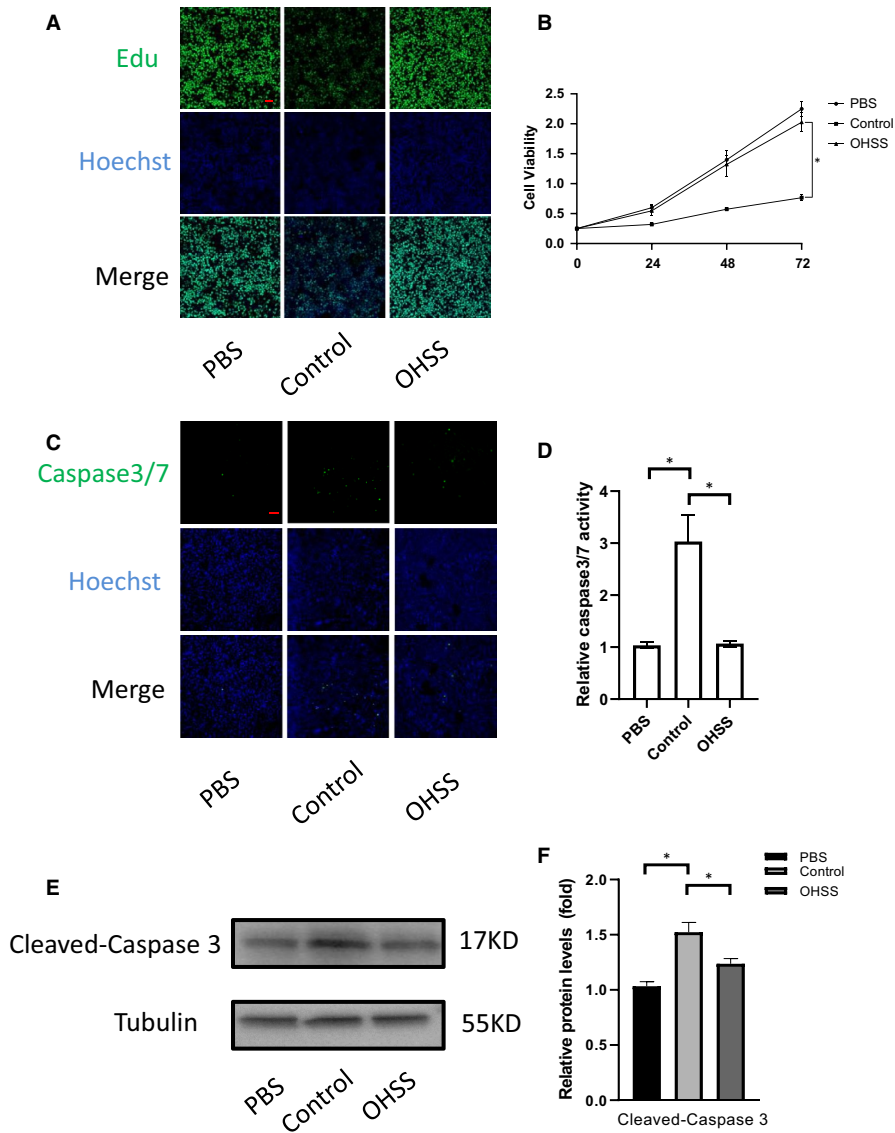 A
Edu
Hoechst
Merge
PBS
Control
OHSS
B
Cell Viability
2.5
2.0
1.5
1.0
0.5
0.0
0
24
48
72
PBS
Control
OHSS
*
C
Caspase3/7
Hoechst
Merge
PBS
Control
OHSS
D
Relative caspase3/7 activity
4
3
2
1
0
*
*
PBS
Control
OHSS
E
Cleaved-Caspase 3
17KD
Tubulin
55KD
PBS
Control
OHSS
F
Relative protein levels (fold)
2.0
1.5
1.0
0.5
0.0
*
*
PBS
Control
OHSS
Cleaved-Caspase 3